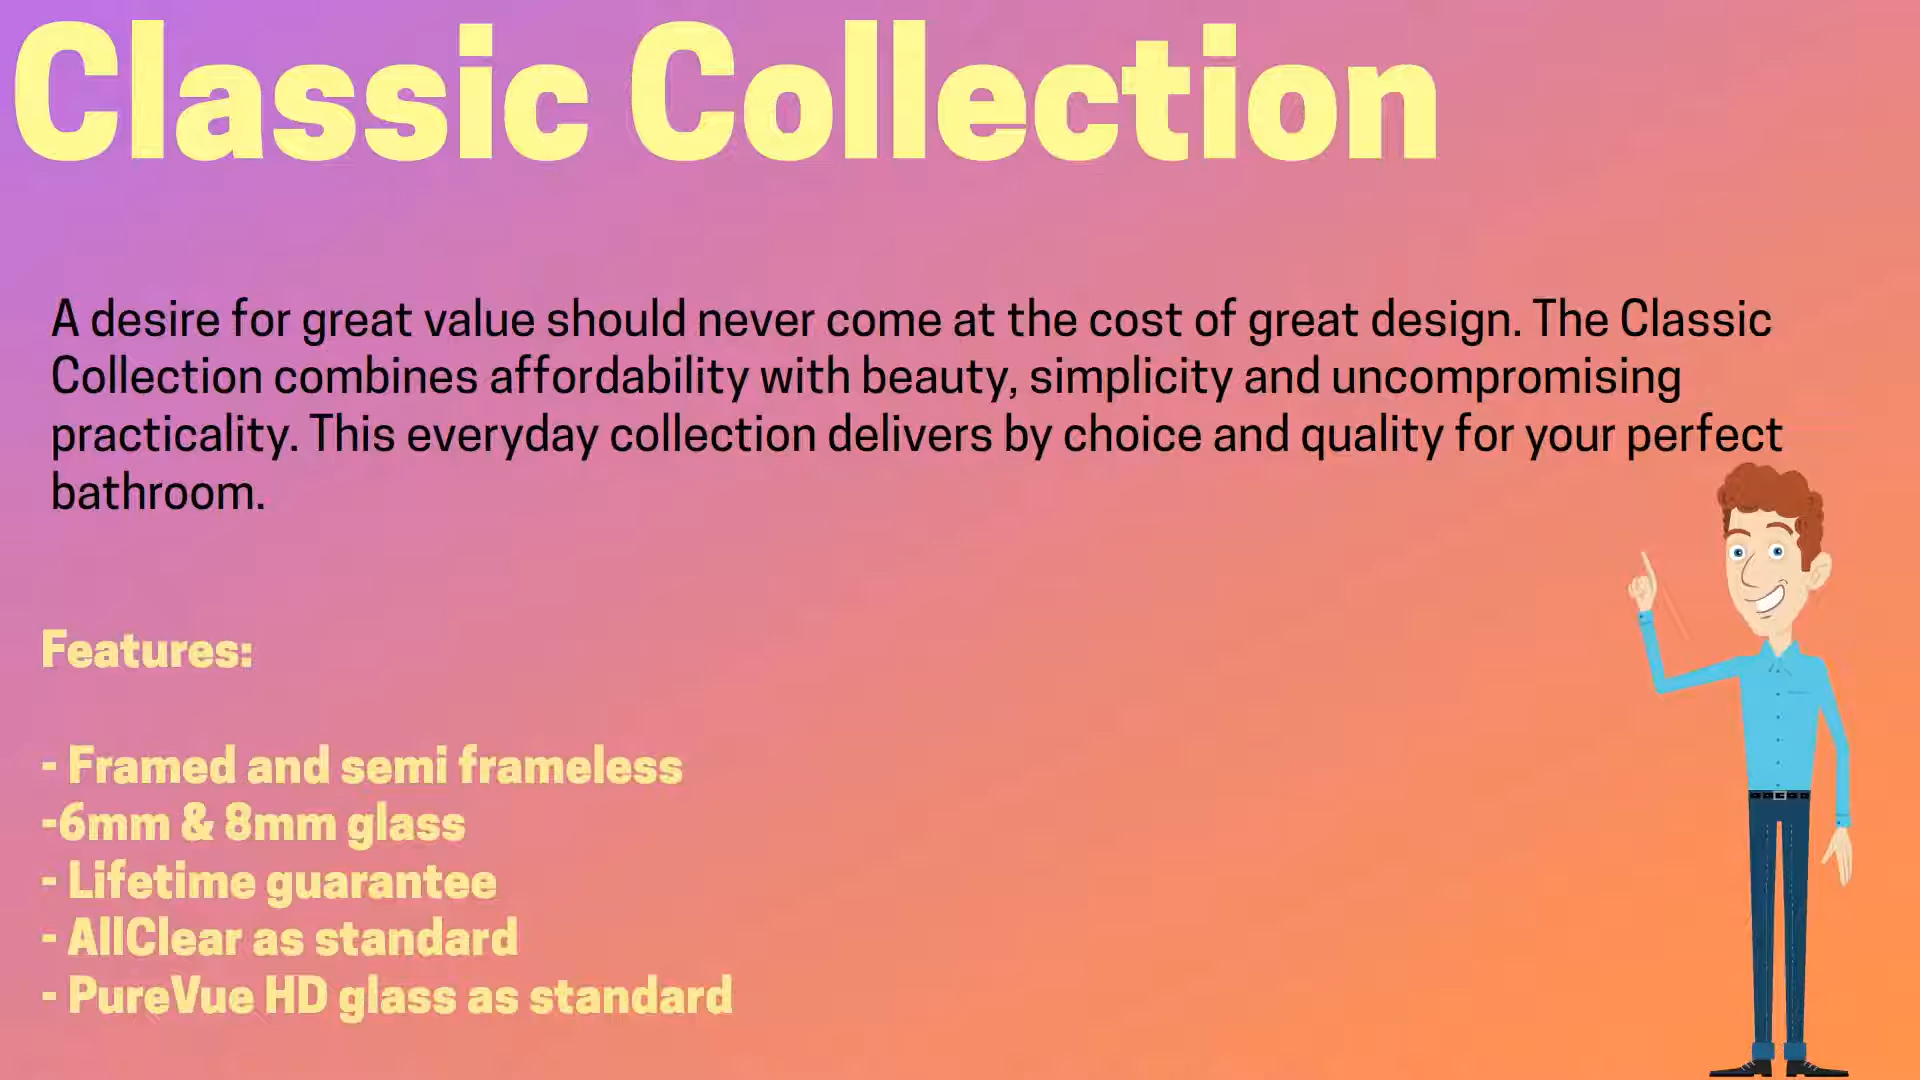 Classic Collection
A desire for great value should never come at the cost of great design. The Classic
Collection combines affordability with beauty, simplicity and uncompromising
practicality. This everyday collection delivers by choice and quality for your perfect
bathroom.
Features:
- Framed and semi frameless
-6mm & 8mm glass
- Lifetime guarantee
- AllClear as standard
- PureVue HD glass as standard